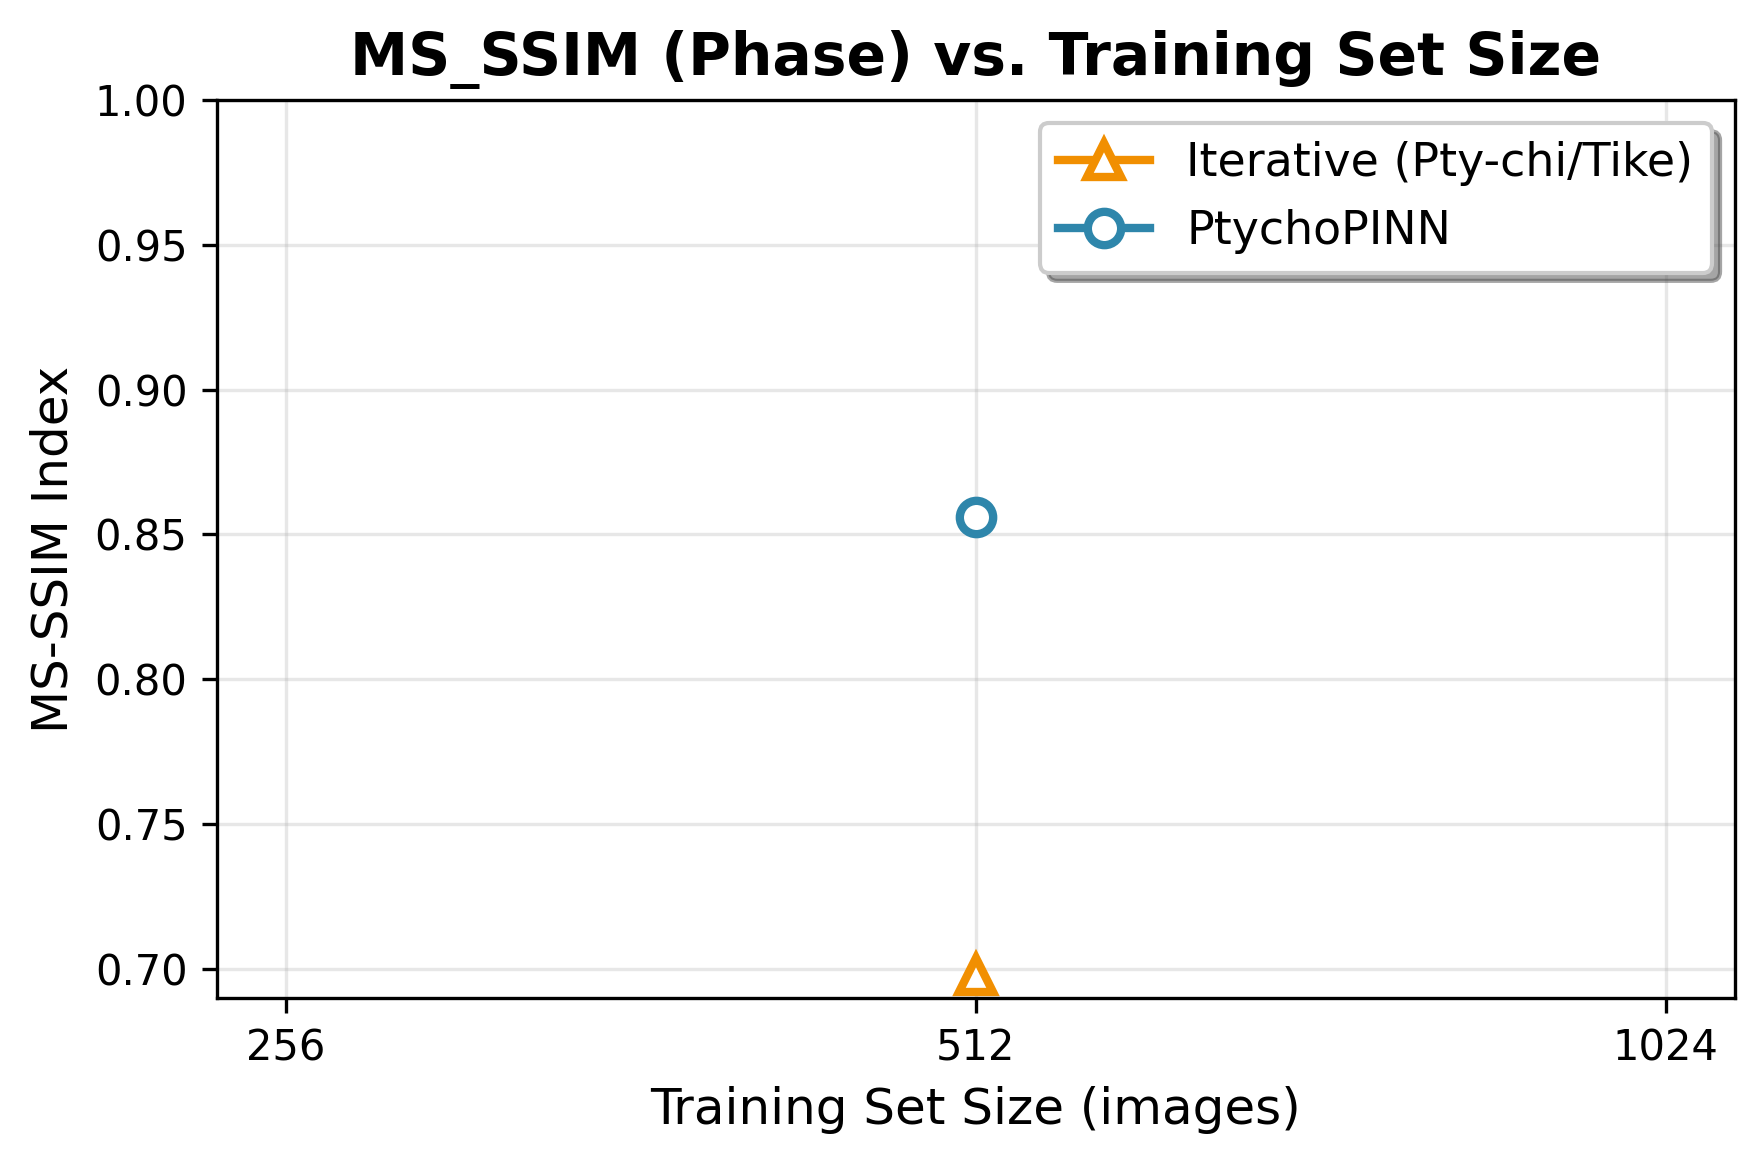 MS_SSIM (Phase) vs. Training Set Size
1.00
0.95
0.90
0.85
0.80
0.75
0.70
MS-SSIM Index
Iterative (Pty-chi/Tike)
PtychoPINN
256
512
1024
Training Set Size (images)